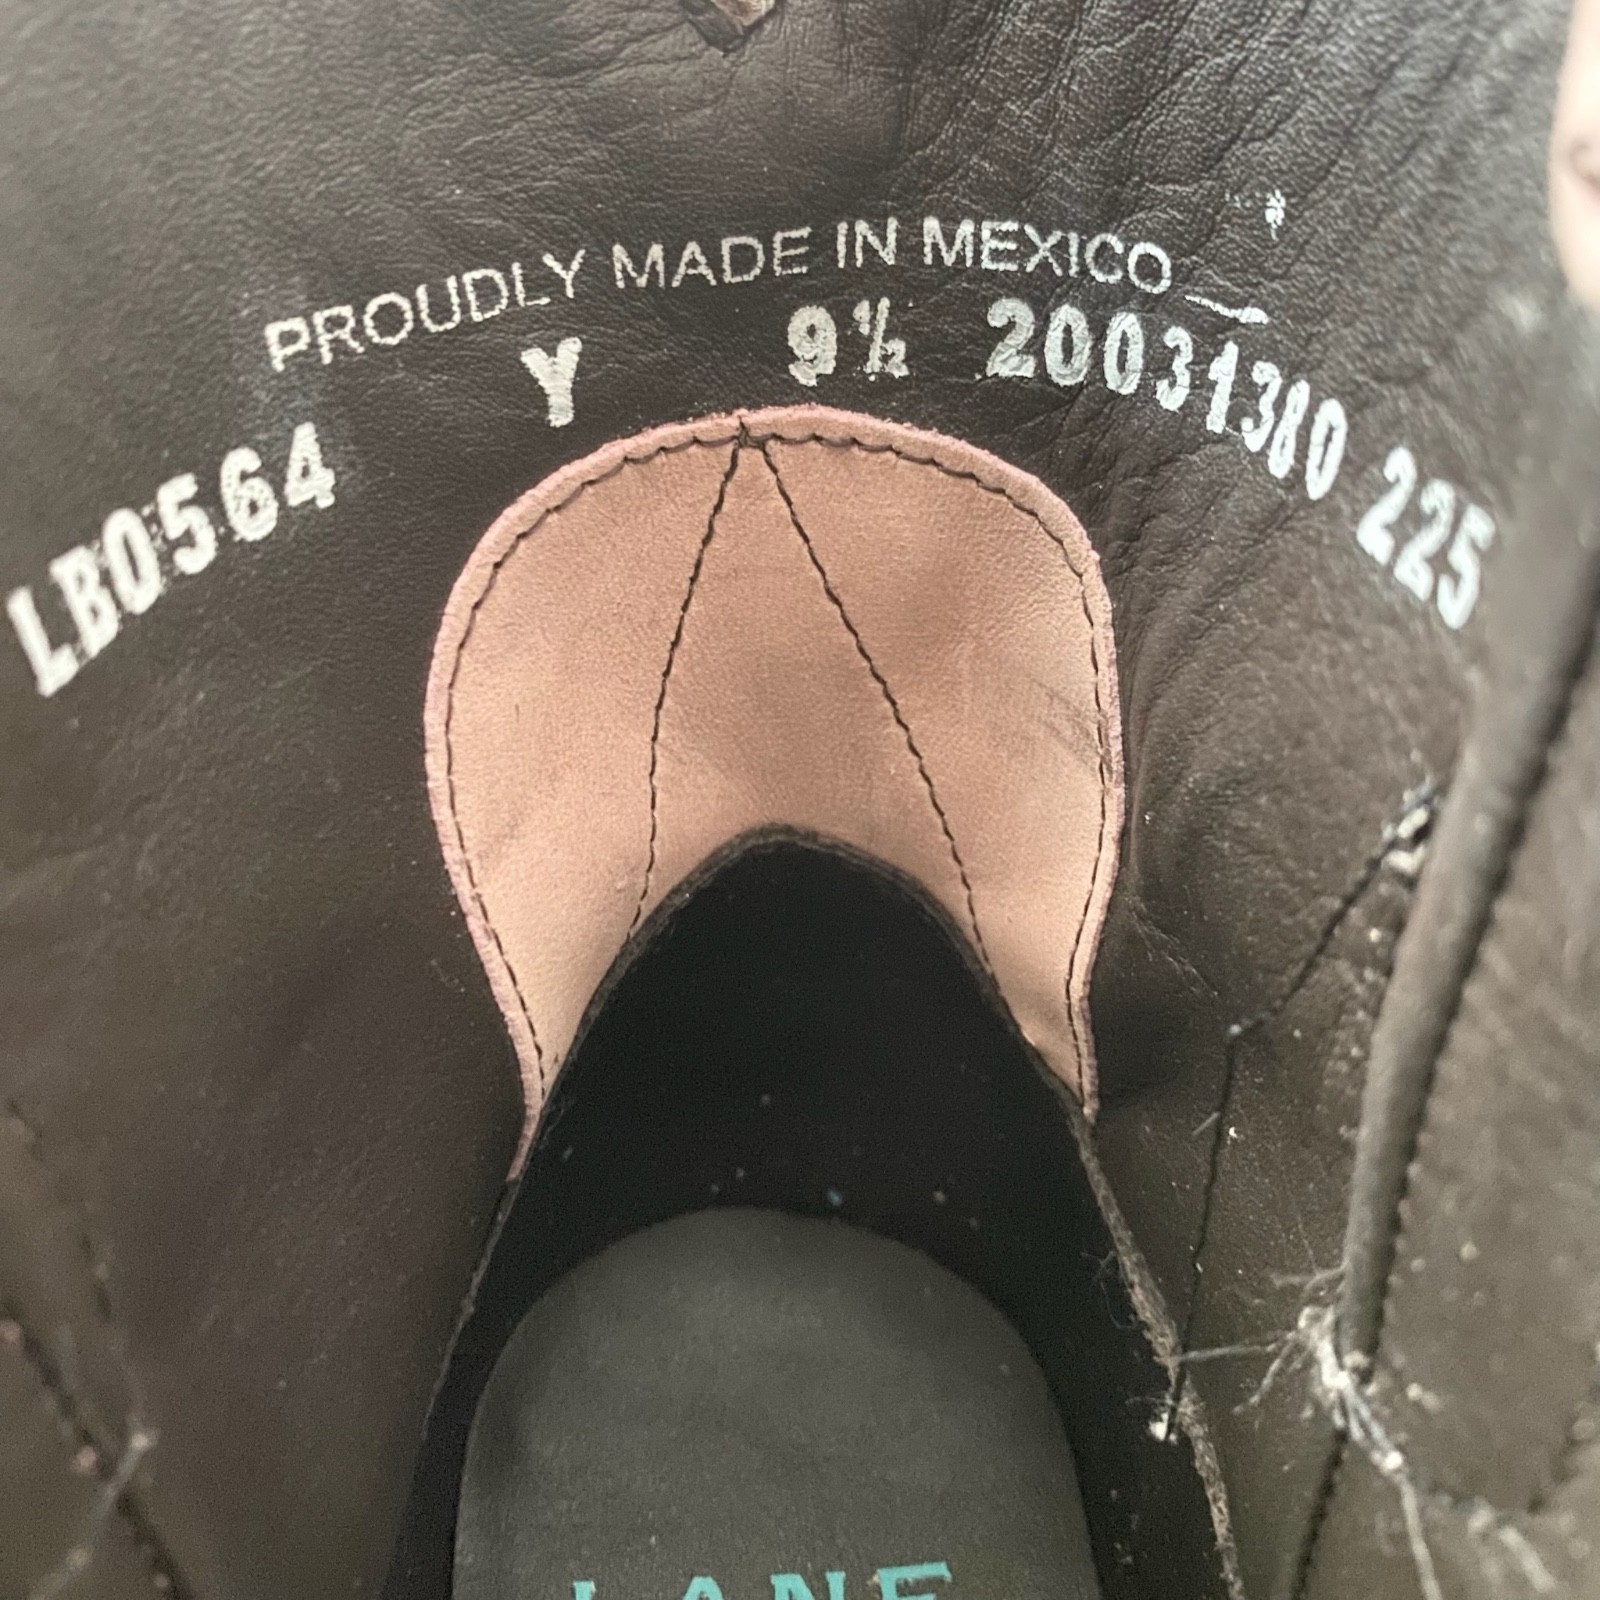 PROUDLY MADE IN MEXICO
LB0564 Y 9½ 20031380 225
LANE